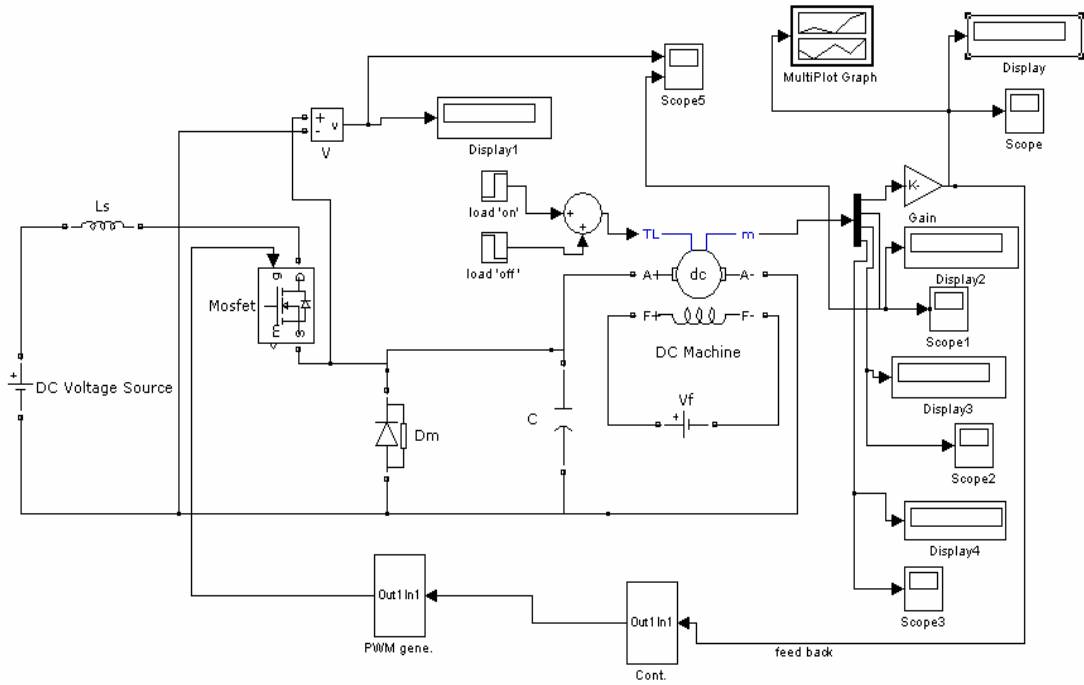 MultiPlot Graph
Display
Scope5
Scope
+
-
v
V
Display1
Ls
load 'on'
+
+
load 'off'
TL
m
K-
Gain
Display2
g
D
Mosfet
m
S
A+
dc
A-
Scope1
F+
F-
DC Machine
+
DC Voltage Source
Display3
Vf
+
C
Dm
Scope2
Display4
Out1
In1
PWM gene.
Out1
In1
Cont.
Scope3
feed back